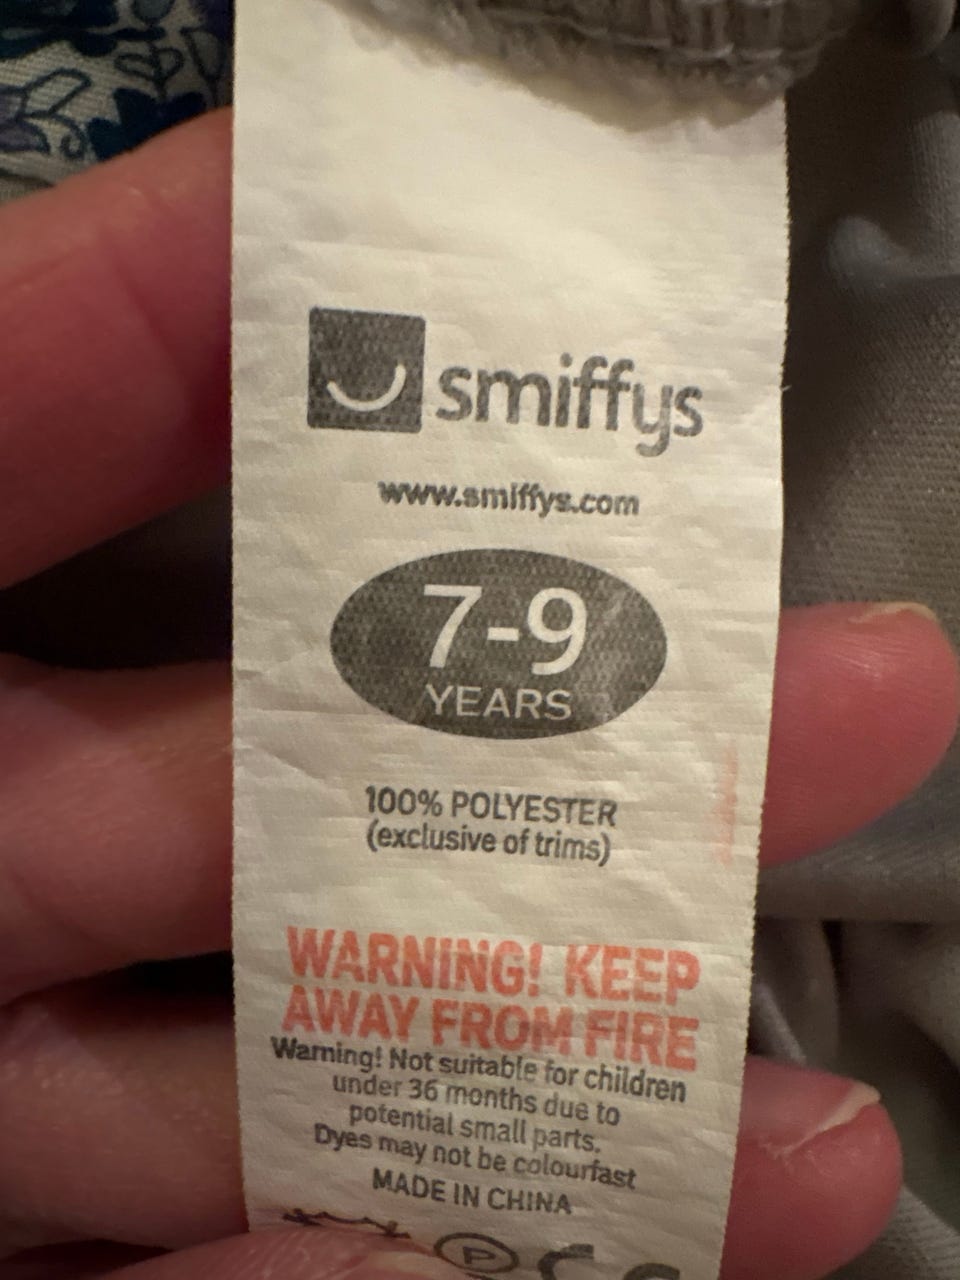 smiffys
www.smiffys.com
7-9
YEARS
100% POLYESTER
(exclusive of trims)
WARNING! KEEP
AWAY FROM FIRE
Warning! Not suitable for children
under 36 months due to
potential small parts.
Dyes may not be colourfast
MADE IN CHINA
P CE